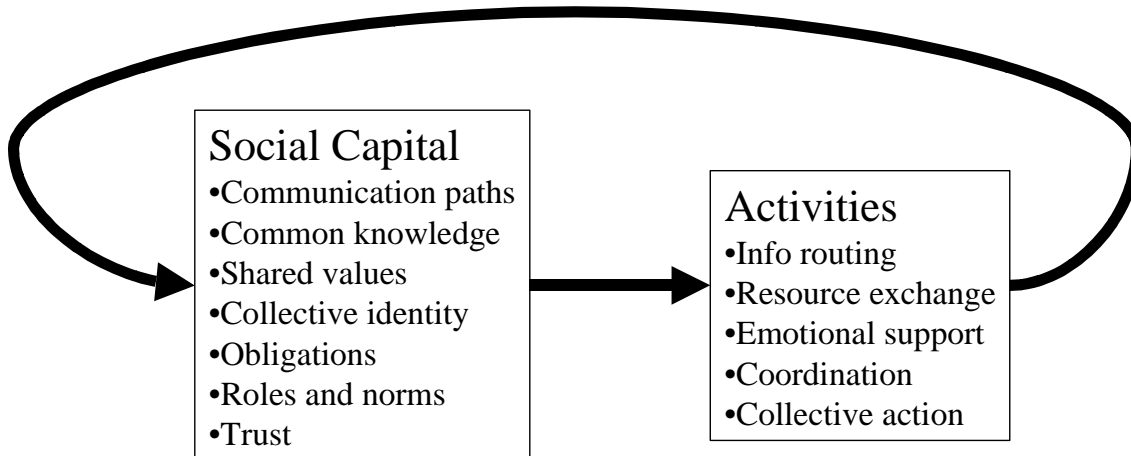 Social Capital
•Communication paths
•Common knowledge
•Shared values
•Collective identity
•Obligations
•Roles and norms
•Trust
Activities
•Info routing
•Resource exchange
•Emotional support
•Coordination
•Collective action